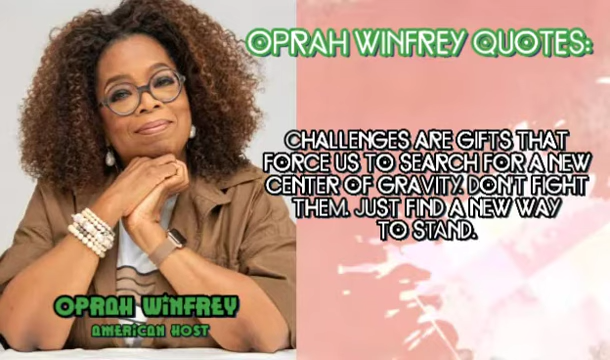 OPRAH WINFREY QUOTES:
CHALLENGES ARE GIFTS THAT
FORCE US TO SEARCH FOR A NEW
CENTER OF GRAVITY. DON'T FIGHT
THEM. JUST FIND A NEW WAY
TO STAND.
OPRAH WINFREY
AMERICAN HOST